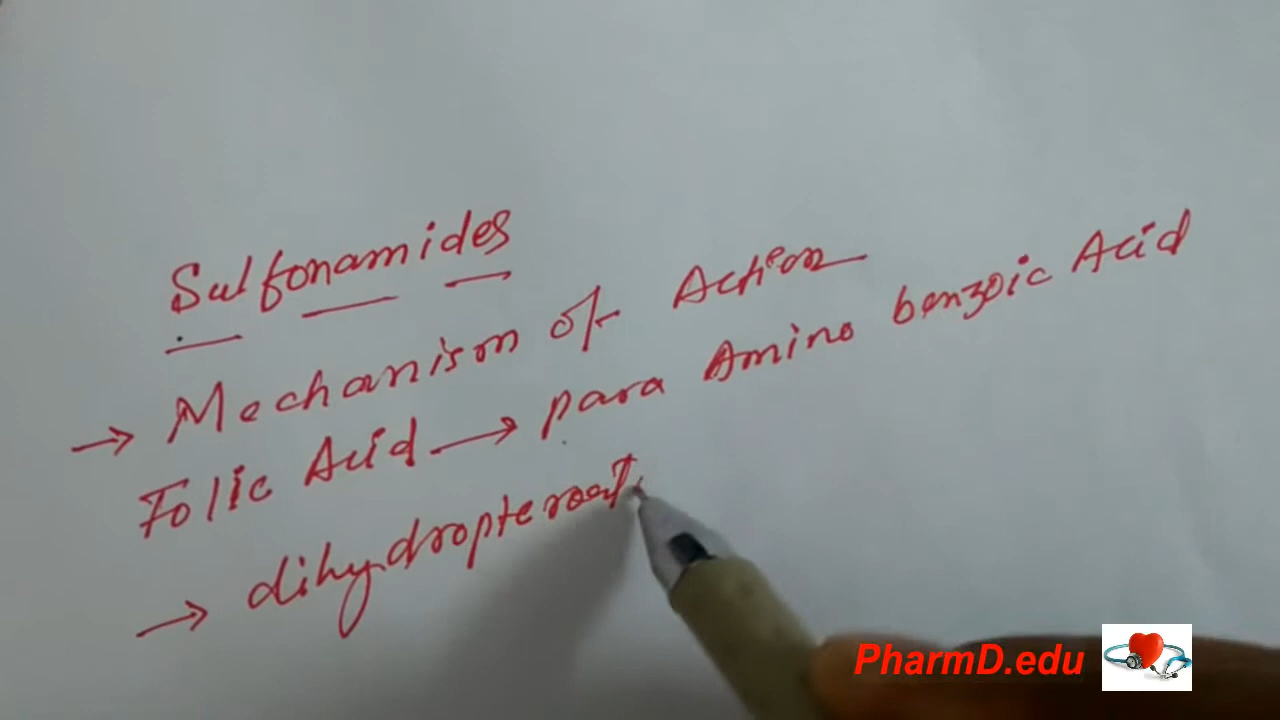 Sulfonamides
→ Mechanism of Action
Folic Acid → para Amino benzoic Acid
→ dihydropteroat
PharmD.edu